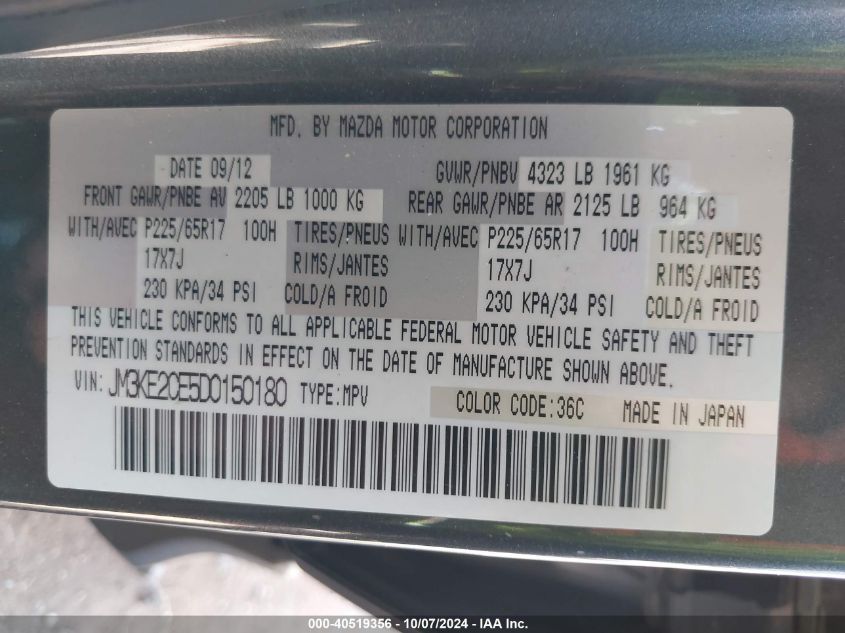 MFD. BY MAZDA MOTOR CORPORATION
DATE 09/12 GVWR/PNBV 4323 LB 1961 KG
FRONT GAWR/PNBE AV 2205 LB 1000 KG REAR GAWR/PNBE AR 2125 LB 964 KG
WITH/AVEC P225/65R17 100H TIRES/PNEUS WITH/AVEC P225/65R17 100H TIRES/PNEUS
17X7J RIMS/JANTES 17X7J RIMS/JANTES
230 KPA/34 PSI COLD/A FROID 230 KPA/34 PSI COLD/A FROID
THIS VEHICLE CONFORMS TO ALL APPLICABLE FEDERAL MOTOR VEHICLE SAFETY AND THEFT
PREVENTION STANDARDS IN EFFECT ON THE DATE OF MANUFACTURE SHOWN ABOVE.
VIN: JM3KE2CE5D0150180 TYPE:MPV COLOR CODE:36C MADE IN JAPAN
000-40519356 - 10/07/2024 - IAA Inc.